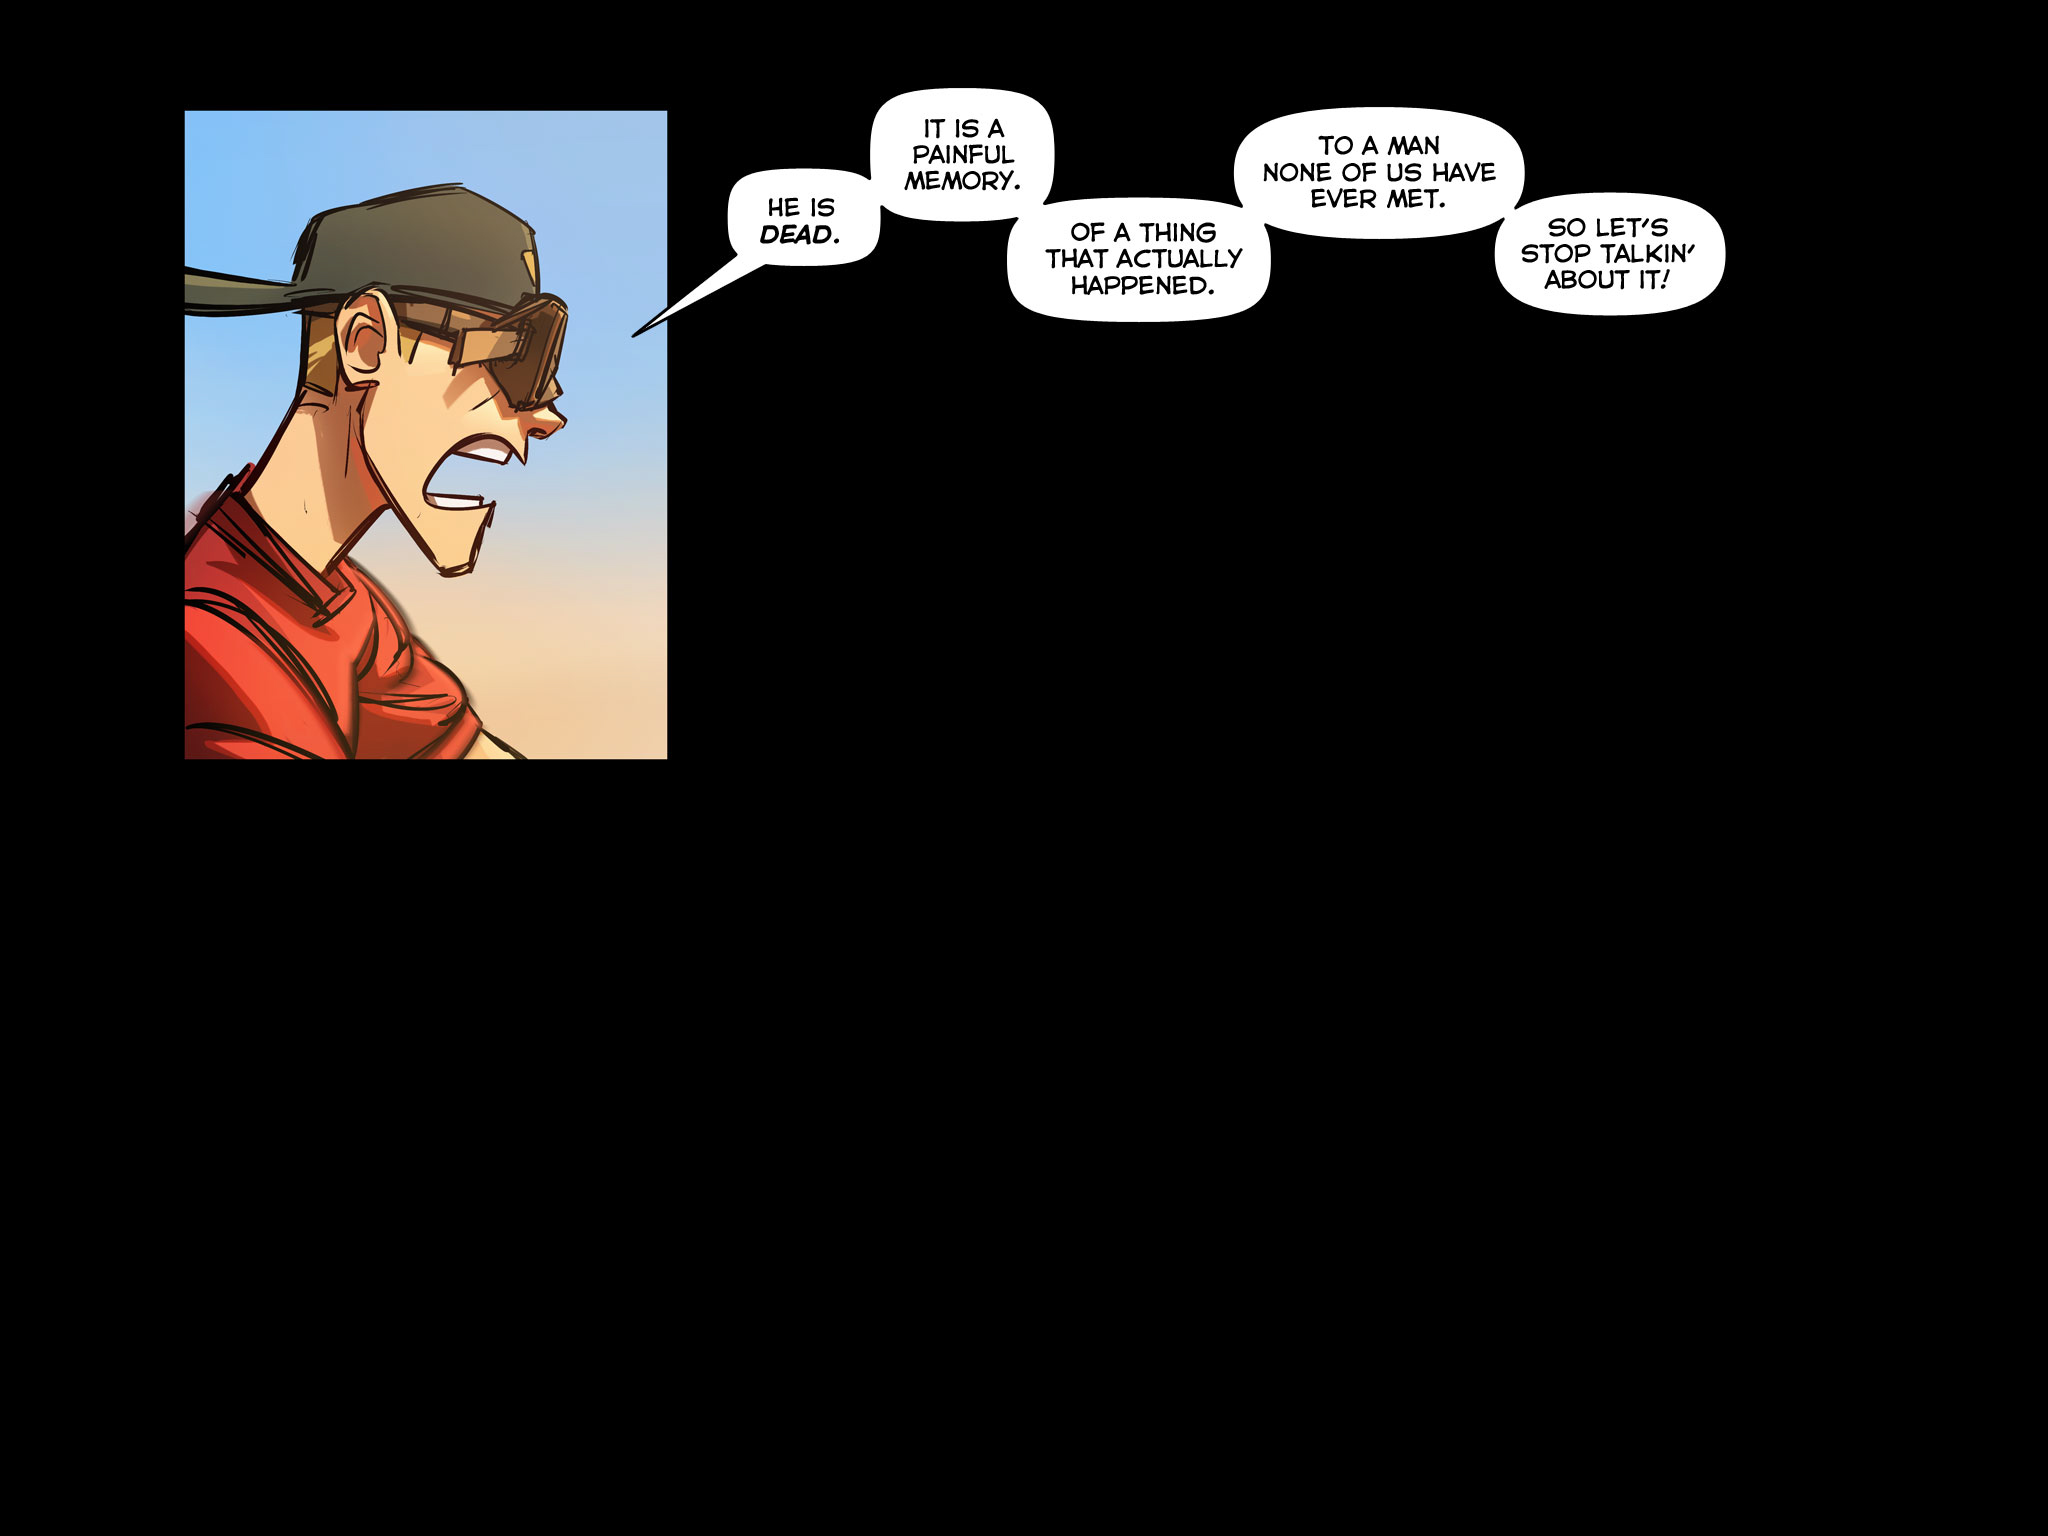 HE IS
DEAD.
IT IS A
PAINFUL
MEMORY.
OF A THING
THAT ACTUALLY
HAPPENED.
TO A MAN
NONE OF US HAVE
EVER MET.
SO LET'S
STOP TALKIN'
ABOUT IT!